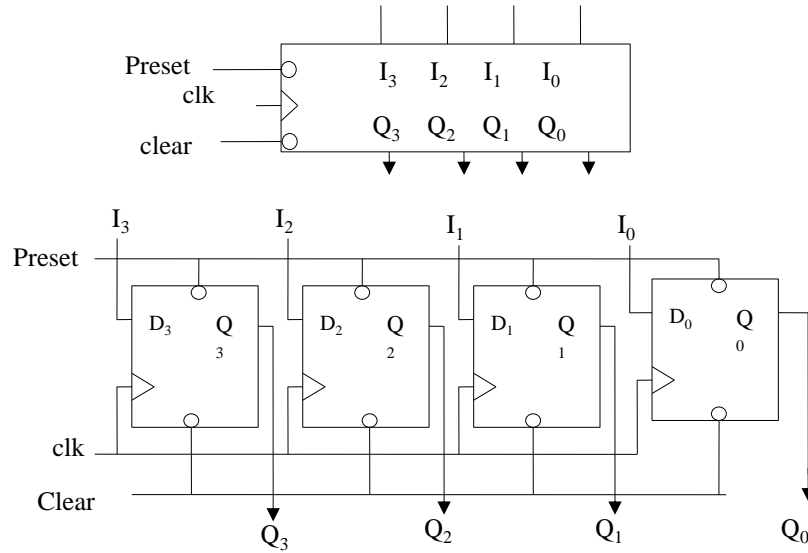 Preset
I₃ I₂ I₁ I₀
clk
Q₃ Q₂ Q₁ Q₀
clear
I₃ I₂ I₁ I₀
Preset
D₃ Q 3 D₂ Q 2 D₁ Q 1 D₀ Q 0
clk
Clear
Q₃ Q₂ Q₁ Q₀